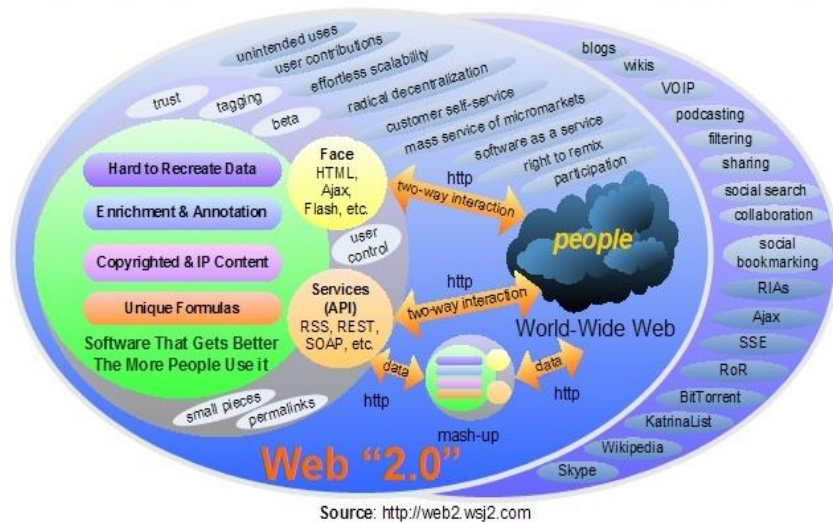 unintended uses
user contributions
effortless scalability
radical decentralization
customer self-service
mass service of micromarkets
software as a service
right to remix
participation
trust
tagging
beta
Hard to Recreate Data
Enrichment & Annotation
Copyrighted & IP Content
Unique Formulas
Software That Gets Better
The More People Use it
Face
HTML,
Ajax,
Flash, etc.
user
control
Services
(API)
RSS, REST,
SOAP, etc.
http
two-way interaction
http
two-way interaction
people
World-Wide Web
data
http
data
http
mash-up
small pieces
permalinks
Web “2.0”
blogs
wikis
VOIP
podcasting
filtering
sharing
social search
collaboration
social
bookmarking
RIAs
Ajax
SSE
RoR
BitTorrent
KatrinaList
Wikipedia
Skype
Source: http://web2.wsj2.com